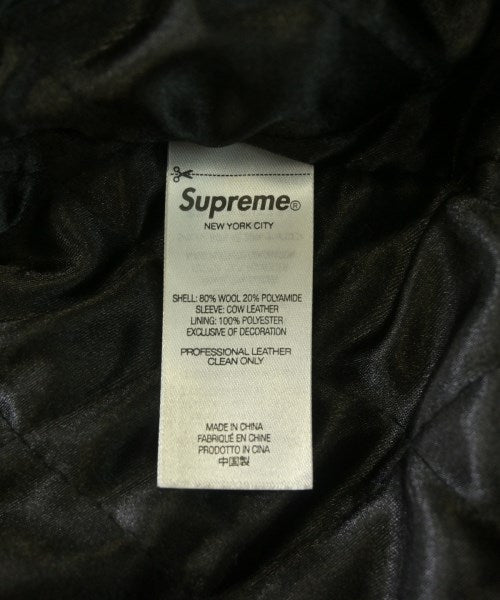 Supreme®
NEW YORK CITY
SHELL: 80% WOOL 20% POLYAMIDE
SLEEVE: COW LEATHER
LINING: 100% POLYESTER
EXCLUSIVE OF DECORATION
PROFESSIONAL LEATHER
CLEAN ONLY
MADE IN CHINA
FABRIQUÉ EN CHINE
PRODOTTO IN CINA
中国製